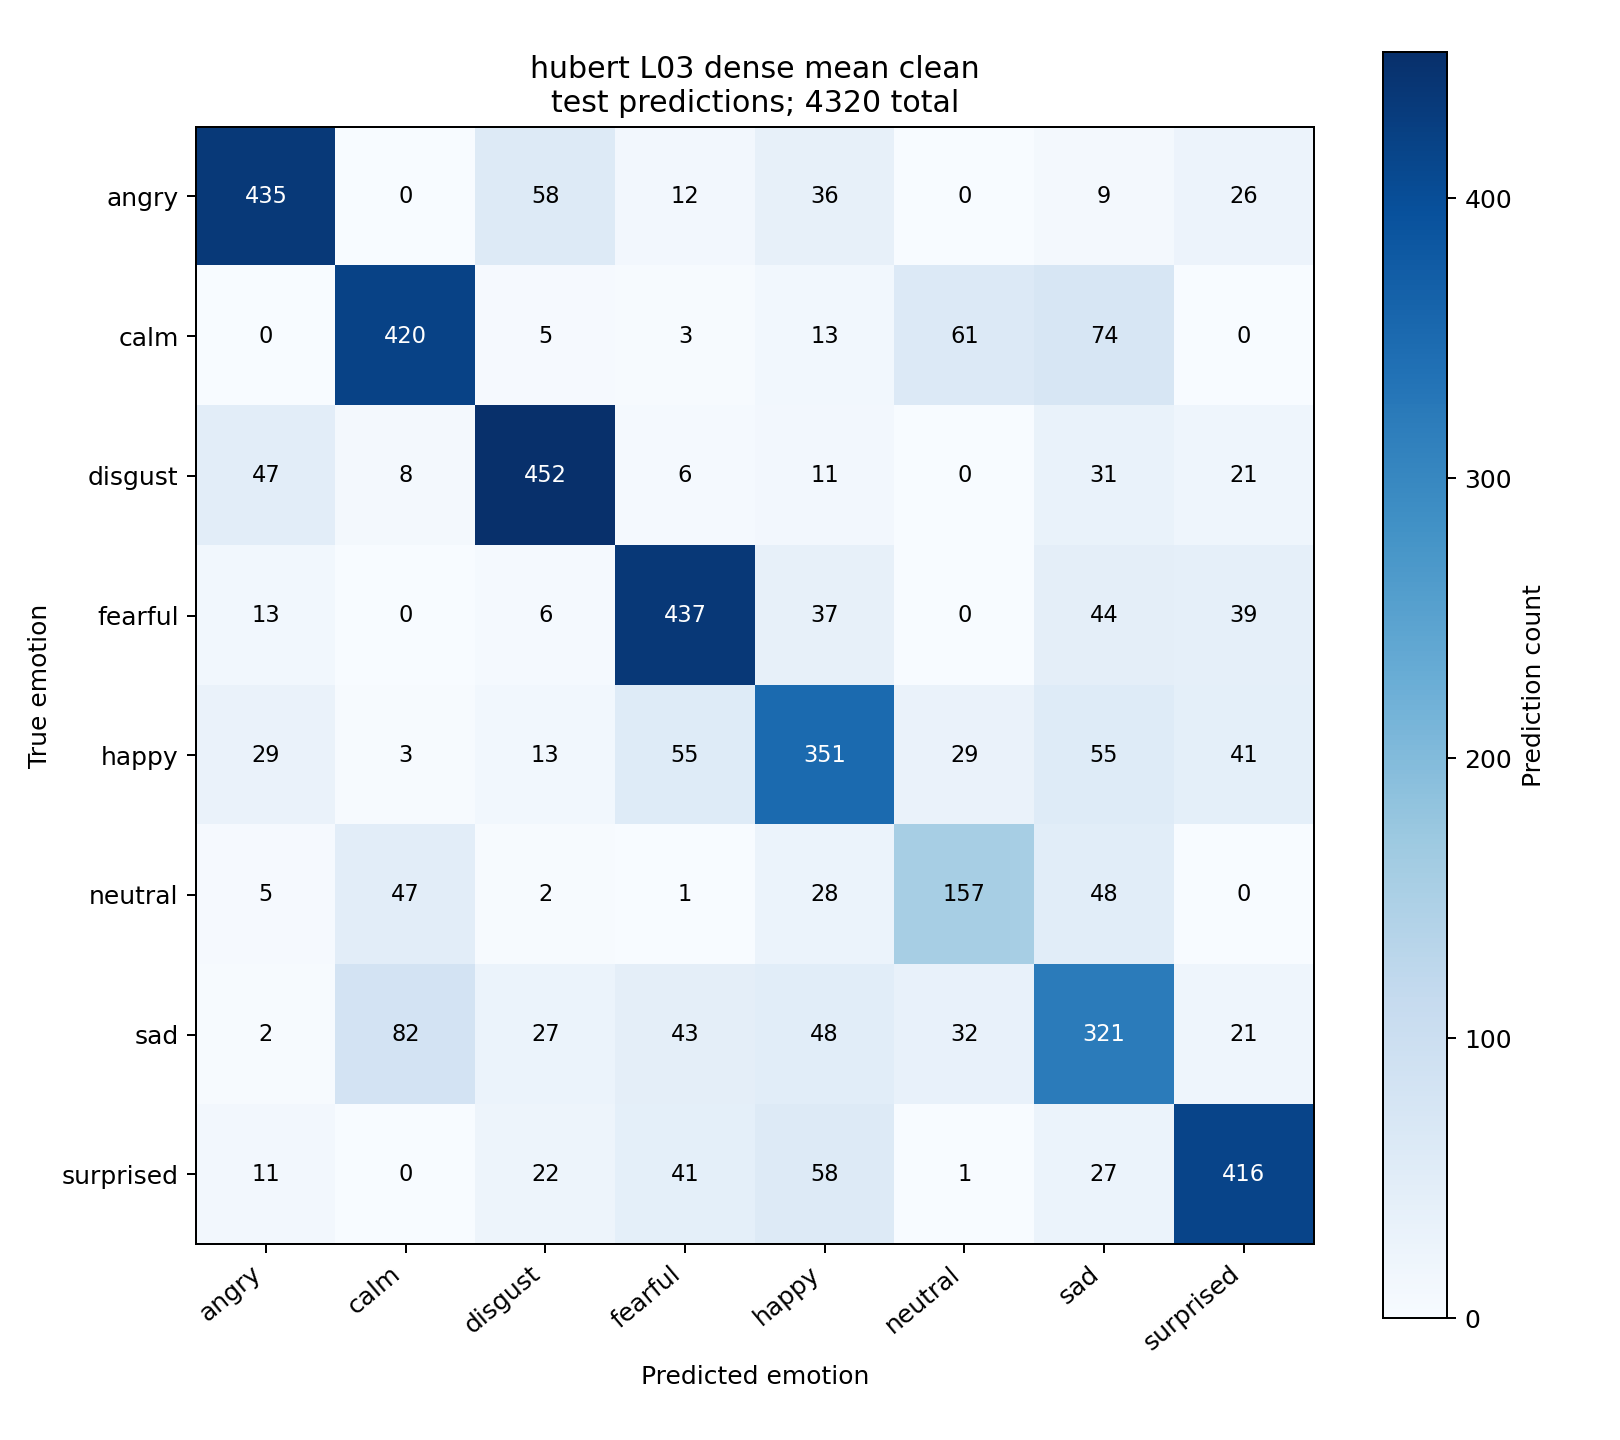 hubert L03 dense mean clean
test predictions; 4320 total
angry 435 0 58 12 36 0 9 26
calm 0 420 5 3 13 61 74 0
disgust 47 8 452 6 11 0 31 21
fearful 13 0 6 437 37 0 44 39
happy 29 3 13 55 351 29 55 41
neutral 5 47 2 1 28 157 48 0
sad 2 82 27 43 48 32 321 21
surprised 11 0 22 41 58 1 27 416
angry calm disgust fearful happy neutral sad surprised
Predicted emotion
True emotion
400
300
200
100
0
Prediction count